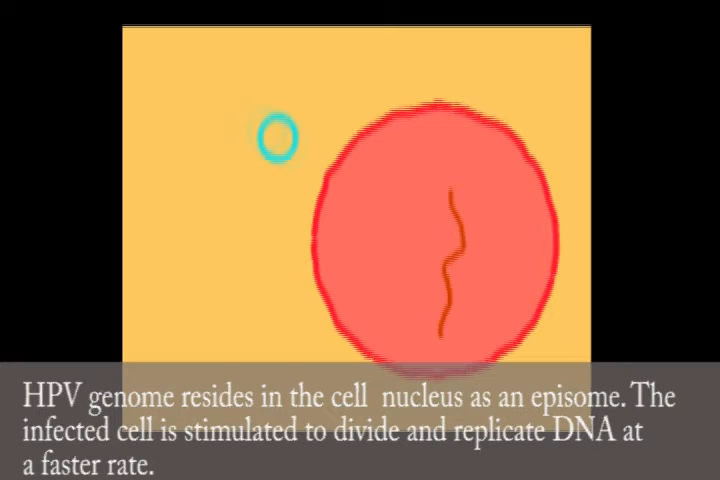 HPV genome resides in the cell nucleus as an episome. The
infected cell is stimulated to divide and replicate DNA at
a faster rate.